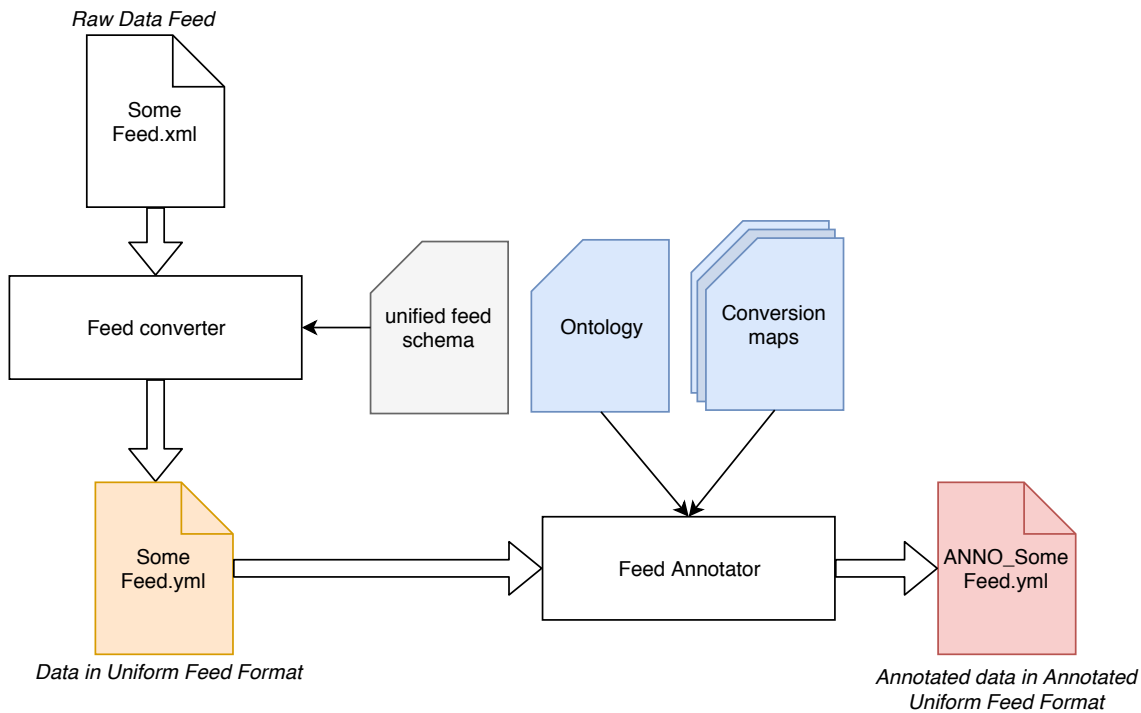 Raw Data Feed
Some
Feed.xml
Feed converter
unified feed
schema
Ontology
Conversion
maps
Some
Feed.yml
Feed Annotator
ANNO_Some
Feed.yml
Data in Uniform Feed Format
Annotated data in Annotated
Uniform Feed Format